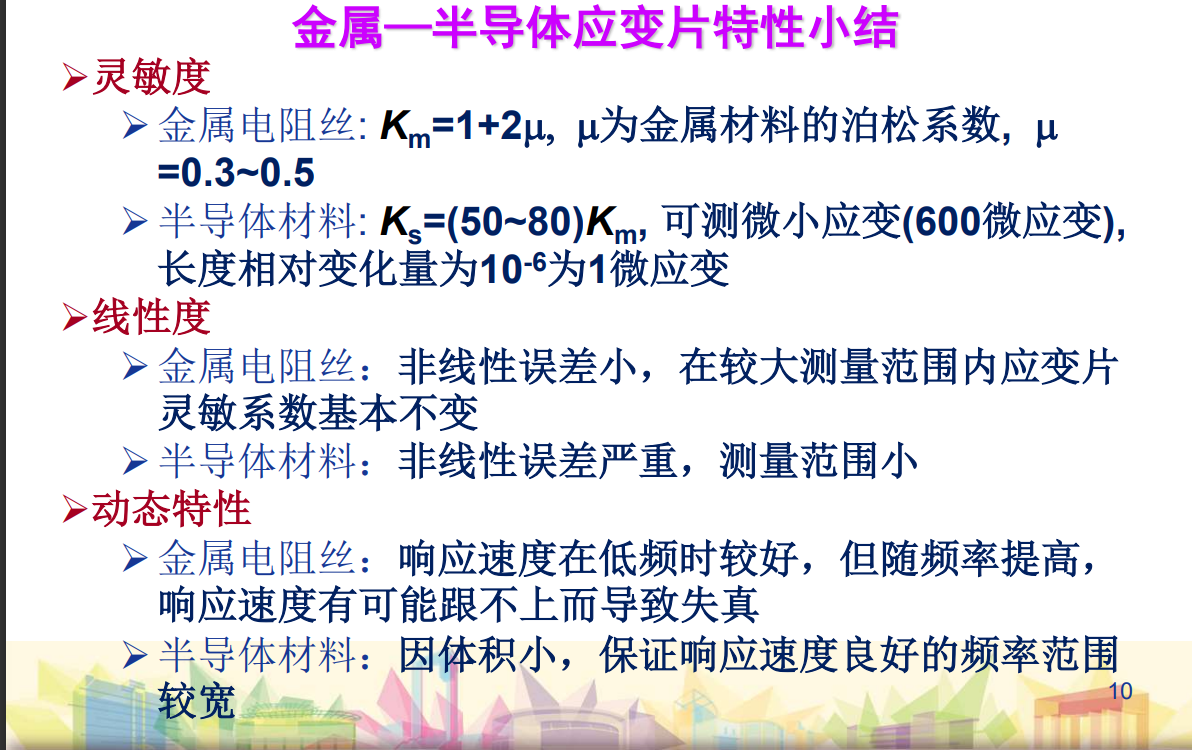 金属—半导体应变片特性小结
➢灵敏度
➢金属电阻丝: Km=1+2μ, μ为金属材料的泊松系数, μ
=0.3~0.5
➢半导体材料: Ks=(50~80)Km, 可测微小应变(600微应变),
长度相对变化量为10-6为1微应变
➢线性度
➢金属电阻丝：非线性误差小，在较大测量范围内应变片
灵敏系数基本不变
➢半导体材料：非线性误差严重，测量范围小
➢动态特性
➢金属电阻丝：响应速度在低频时较好，但随频率提高，
响应速度有可能跟不上而导致失真
➢半导体材料：因体积小，保证响应速度良好的频率范围
较宽
10